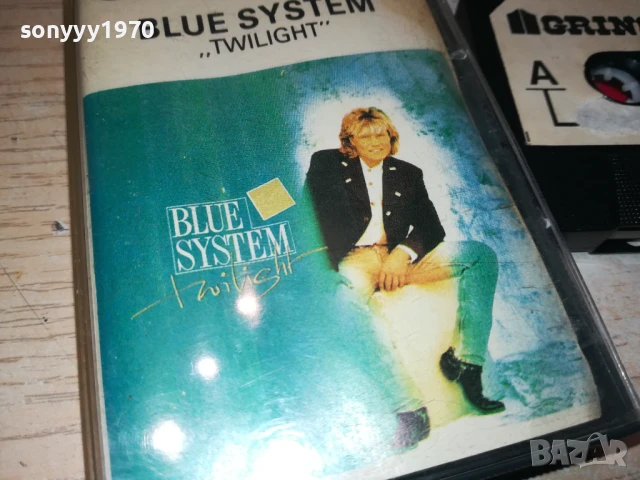 sonyyy1970
BLUE SYSTEM
„TWILIGHT”
BLUE
SYSTEM
twilight
GRIN
A
BAZAR